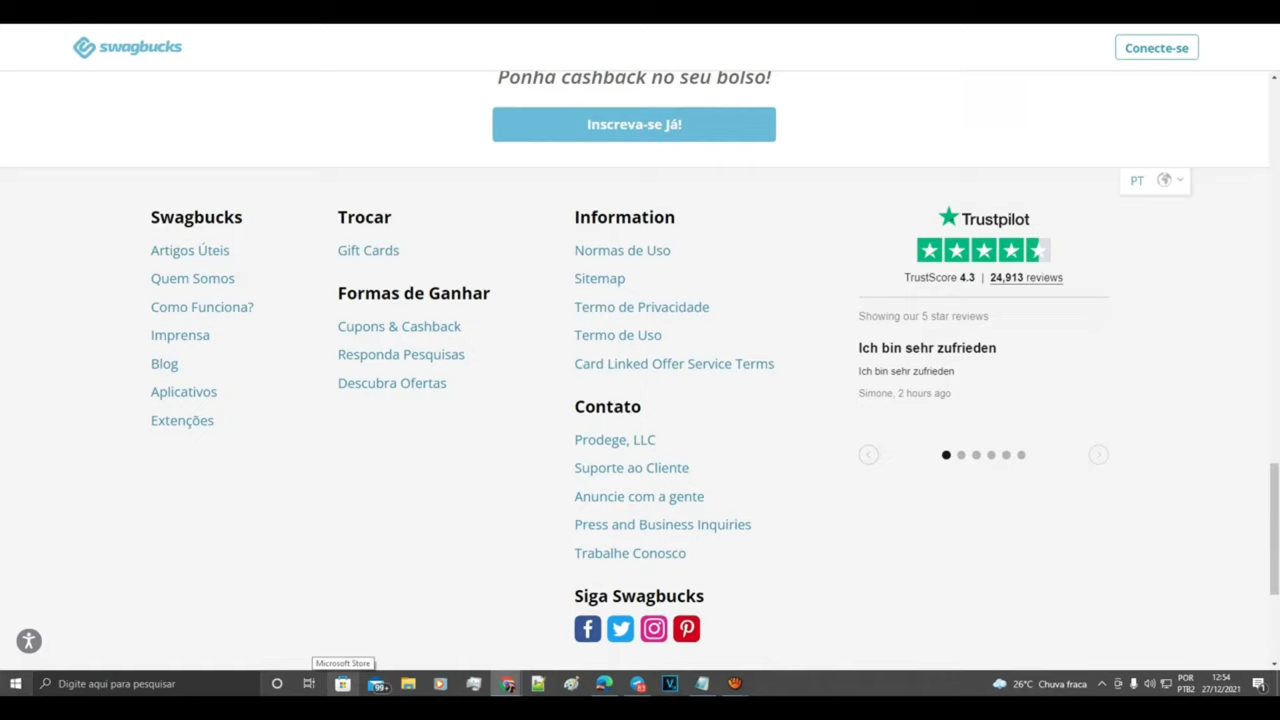 swagbucks
Conecte-se
Ponha cashback no seu bolso!
Inscreva-se Já!
PT
Swagbucks
Artigos Úteis
Quem Somos
Como Funciona?
Imprensa
Blog
Aplicativos
Extenções
Trocar
Gift Cards
Formas de Ganhar
Cupons & Cashback
Responda Pesquisas
Descubra Ofertas
Information
Normas de Uso
Sitemap
Termo de Privacidade
Termo de Uso
Card Linked Offer Service Terms
Contato
Prodege, LLC
Suporte ao Cliente
Anuncie com a gente
Press and Business Inquiries
Trabalhe Conosco
Siga Swagbucks
Trustpilot
TrustScore 4.3 | 24,913 reviews
Showing our 5 star reviews
Ich bin sehr zufrieden
Ich bin sehr zufrieden
Simone, 2 hours ago
Microsoft Store
Digite aqui para pesquisar
99+
26°C Chuva fraca
POR
PTB2
12:54
27/12/2021